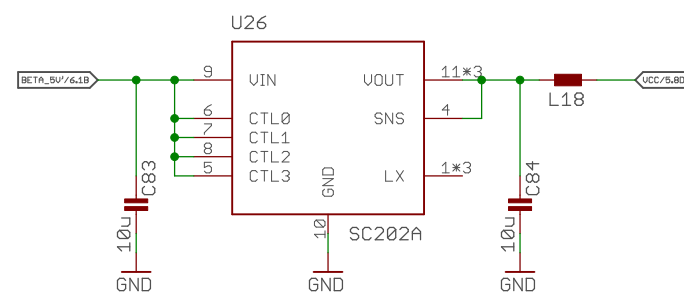 U26
BETA_5V'/6.1B
9 VIN VOUT 11*3
VCC/5.8D
L18
6 CTL0 SNS 4
7 CTL1
8 CTL2
5 CTL3 LX 1*3
GND
C83
C84
10u
10
SC202A
10u
GND
GND
GND